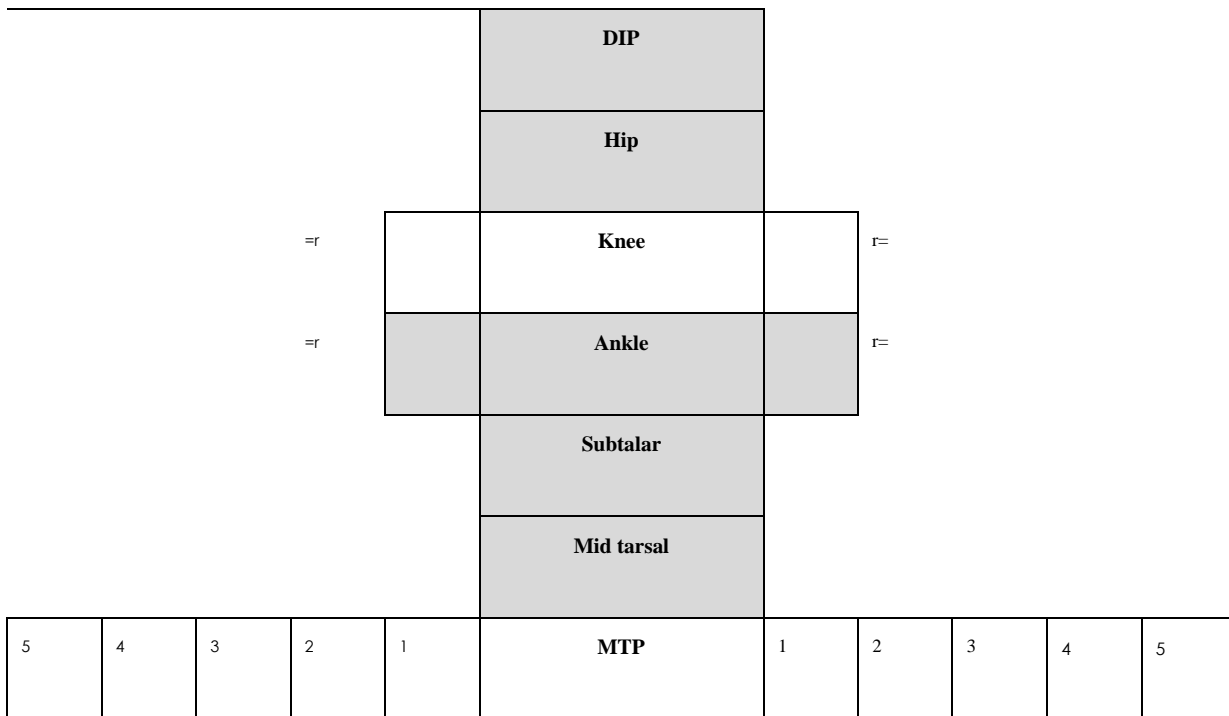 DIP
Hip
=r Knee r=
=r Ankle r=
Subtalar
Mid tarsal
5 4 3 2 1 MTP 1 2 3 4 5